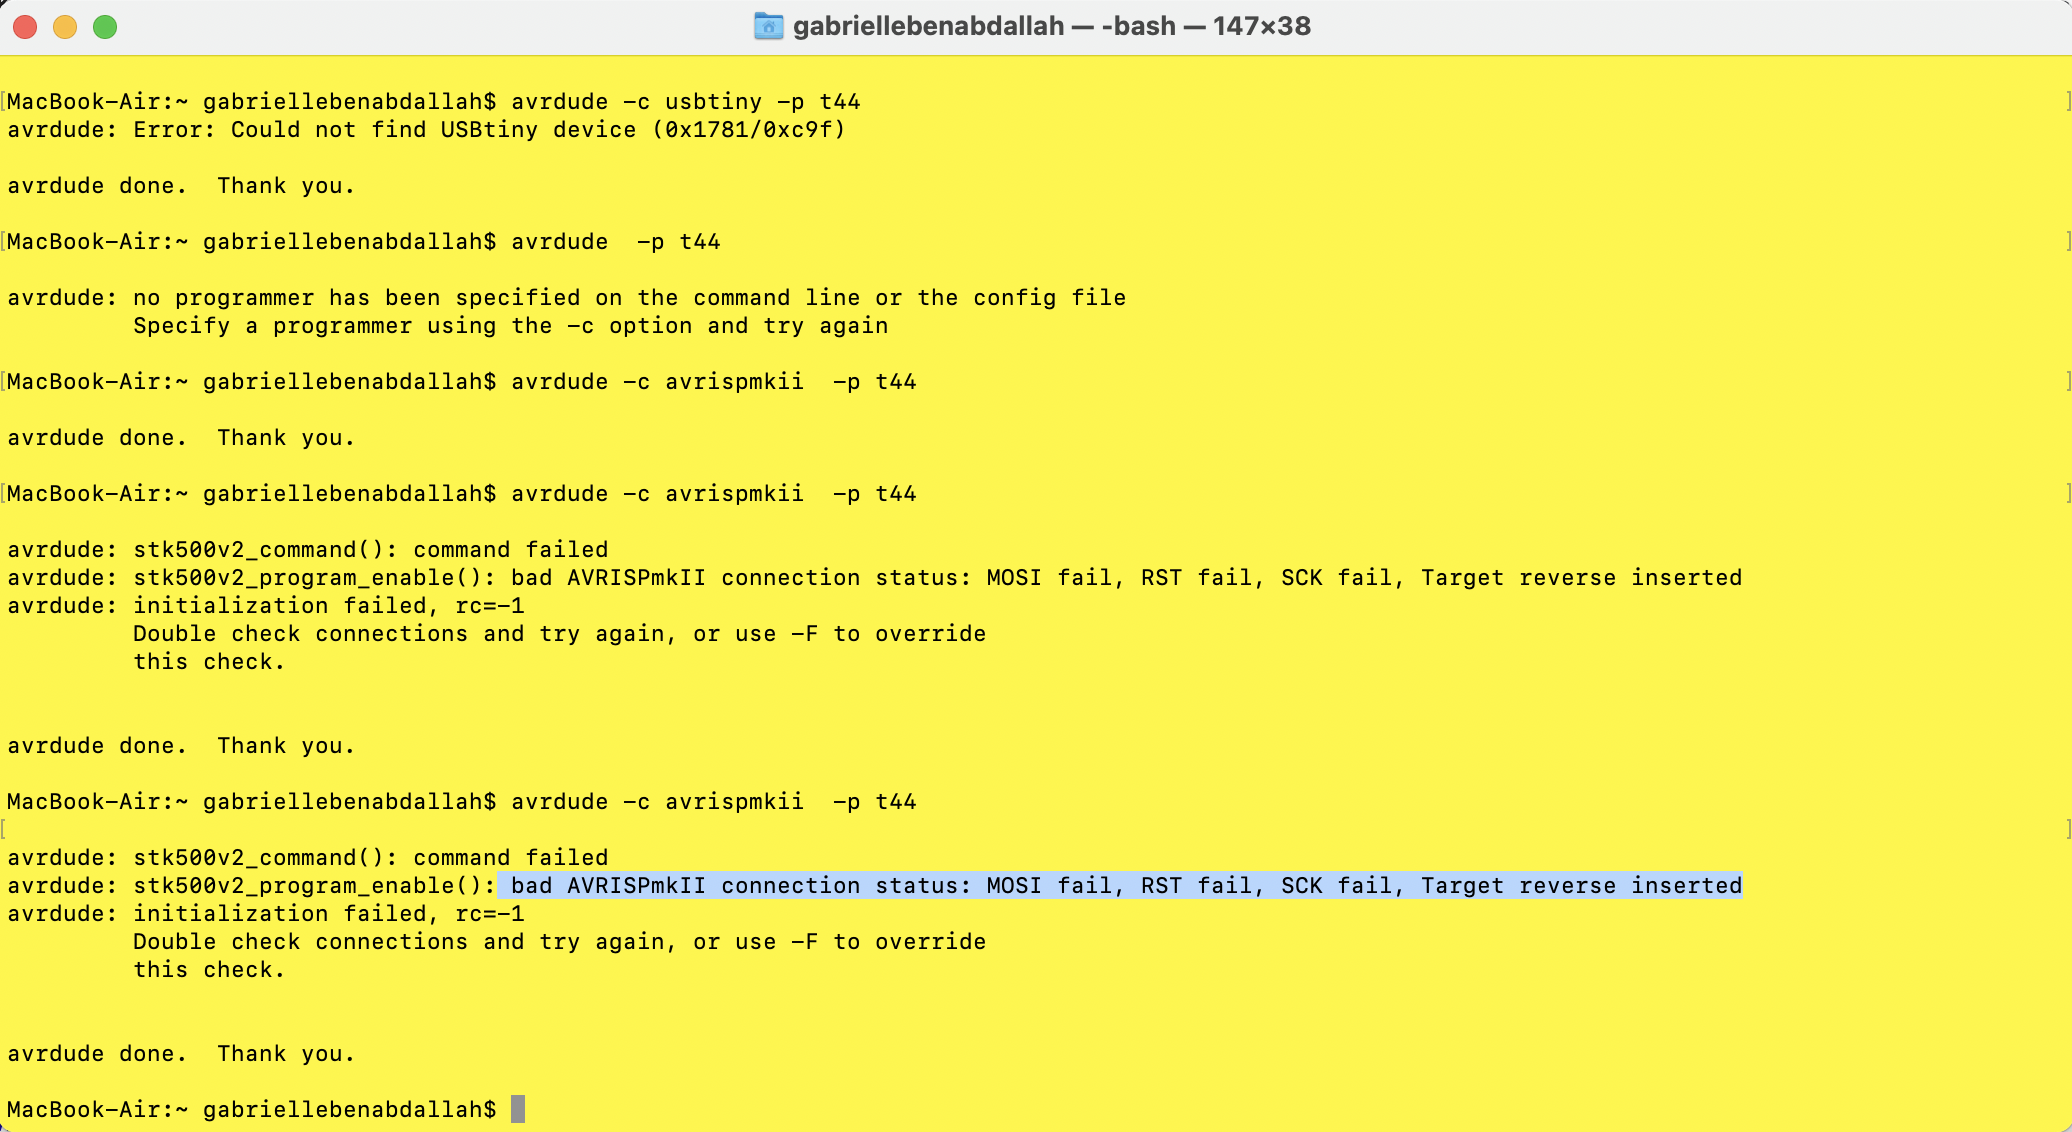 gabriellebenabdallah — -bash — 147×38
MacBook-Air:~ gabriellebenabdallah$ avrdude -c usbtiny -p t44
avrdude: Error: Could not find USBtiny device (0x1781/0xc9f)
avrdude done.  Thank you.
MacBook-Air:~ gabriellebenabdallah$ avrdude  -p t44
avrdude: no programmer has been specified on the command line or the config file
Specify a programmer using the -c option and try again
MacBook-Air:~ gabriellebenabdallah$ avrdude -c avrispmkii  -p t44
avrdude done.  Thank you.
MacBook-Air:~ gabriellebenabdallah$ avrdude -c avrispmkii  -p t44
avrdude: stk500v2_command(): command failed
avrdude: stk500v2_program_enable(): bad AVRISPmkII connection status: MOSI fail, RST fail, SCK fail, Target reverse inserted
avrdude: initialization failed, rc=-1
Double check connections and try again, or use -F to override
this check.
avrdude done.  Thank you.
MacBook-Air:~ gabriellebenabdallah$ avrdude -c avrispmkii  -p t44
avrdude: stk500v2_command(): command failed
avrdude: stk500v2_program_enable(): bad AVRISPmkII connection status: MOSI fail, RST fail, SCK fail, Target reverse inserted
avrdude: initialization failed, rc=-1
Double check connections and try again, or use -F to override
this check.
avrdude done.  Thank you.
MacBook-Air:~ gabriellebenabdallah$